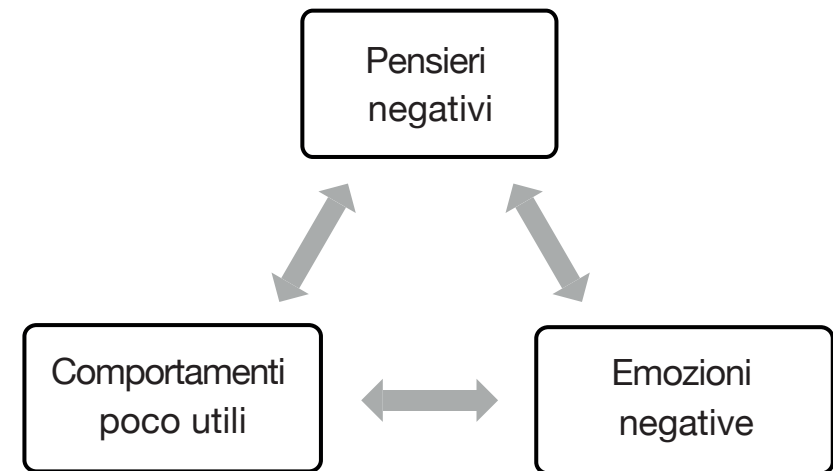 Pensieri
negativi
Comportamenti
poco utili
Emozioni
negative